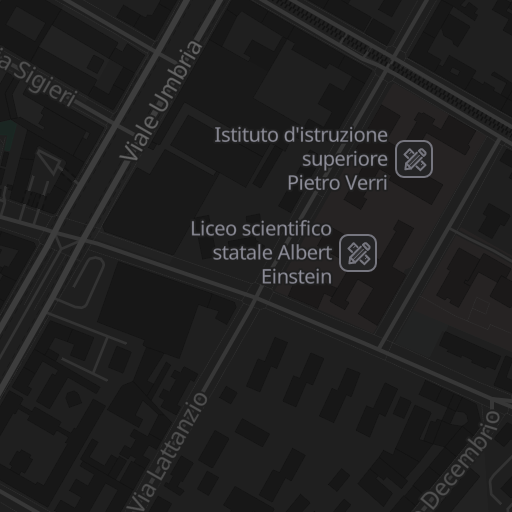 a Sigieri
Viale Umbria
Istituto d'istruzione
superiore
Pietro Verri
Liceo scientifico
statale Albert
Einstein
Via Lattanzio
Decembrio